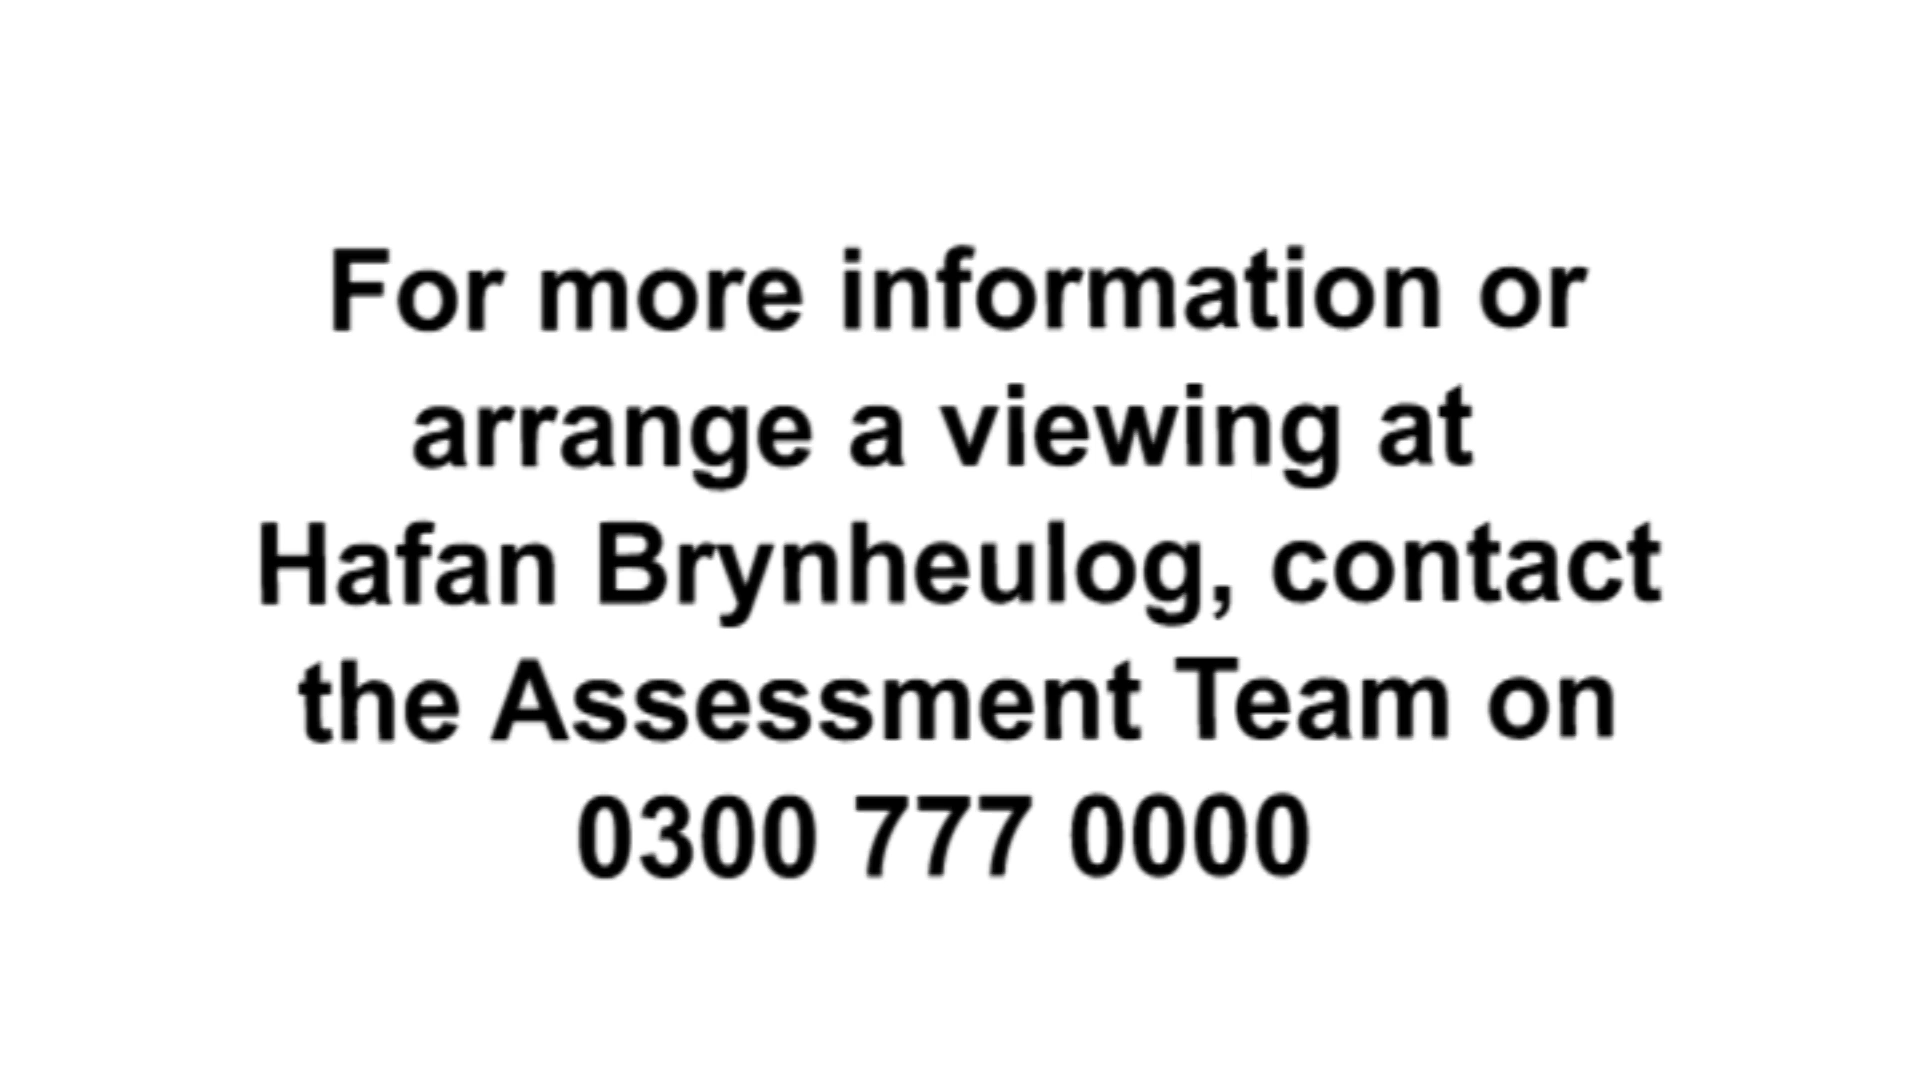 For more information or
arrange a viewing at
Hafan Brynheulog, contact
the Assessment Team on
0300 777 0000